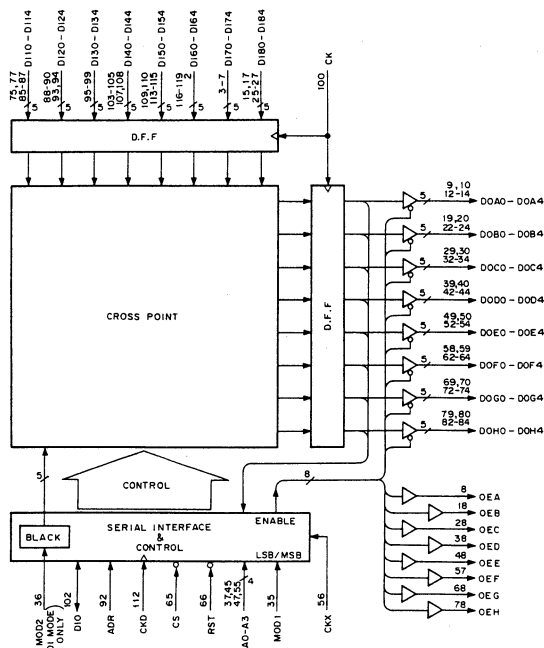 DI10-DI14
DI20-DI24
DI30-DI34
DI40-DI44
DI50-DI54
DI60-DI64
DI70-DI74
DI80-DI84
CK
75,77
85-87
88-90
93,94
95-99
103-105
107,108
109,110
113-115
116-119
2
3-7
15,17
25-27
100
5
5
5
5
5
5
5
5
D.F.F
CROSS POINT
D.F.F
5
9,10
12-14
DOA0-DOA4
5
19,20
22-24
DOB0-DOB4
5
29,30
32-34
DOC0-DOC4
5
39,40
42-44
DOD0-DOD4
5
49,50
52-54
DOE0-DOE4
5
58,59
62-64
DOF0-DOF4
5
69,70
72-74
DOG0-DOG4
5
79,80
82-84
DOH0-DOH4
5
CONTROL
8
SERIAL INTERFACE
&
CONTROL
ENABLE
BLACK
LSB/MSB
8
OEA
18
OEB
28
OEC
38
OED
48
OEE
57
OEF
68
OEG
78
OEH
36
102
92
112
65
66
37,45
47,55
4
35
56
MOD2
(D1 MODE
ONLY)
DIO
ADR
CKD
CS
RST
A0-A3
MOD1
CKX